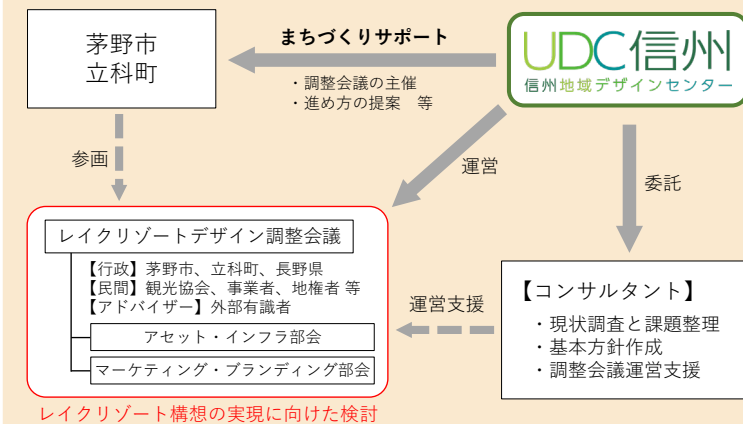 茅野市
立科町
まちづくりサポート
・調整会議の主催
・進め方の提案　等
UDC信州
信州地域デザインセンター
参画
運営
委託
レイクリゾートデザイン調整会議
【行政】茅野市、立科町、長野県
【民間】観光協会、事業者、地権者 等
【アドバイザー】外部有識者
アセット・インフラ部会
マーケティング・ブランディング部会
レイクリゾート構想の実現に向けた検討
運営支援
【コンサルタント】
・現状調査と課題整理
・基本方針作成
・調整会議運営支援